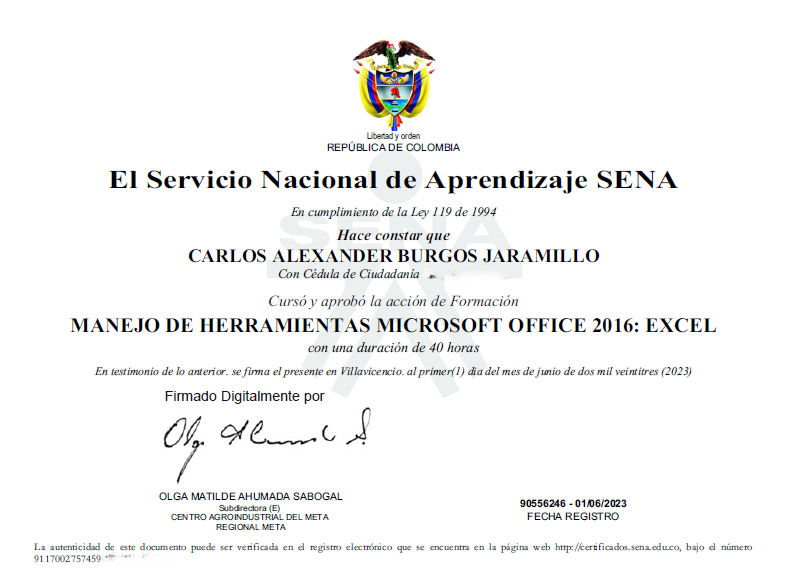 Libertad y orden
REPÚBLICA DE COLOMBIA
El Servicio Nacional de Aprendizaje SENA
En cumplimiento de la Ley 119 de 1994
SENA
Hace constar que
CARLOS ALEXANDER BURGOS JARAMILLO
Con Cédula de Ciudadanía
Cursó y aprobó la acción de Formación
MANEJO DE HERRAMIENTAS MICROSOFT OFFICE 2016: EXCEL
con una duración de 40 horas
En testimonio de lo anterior. se firma el presente en Villavicencio. al primer(1) dia del mes de junio de dos mil veintitres (2023)
Firmado Digitalmente por
OLGA MATILDE AHUMADA SABOGAL
Subdirectora (E)
CENTRO AGROINDUSTRIAL DEL META
REGIONAL META
90556246 - 01/06/2023
FECHA REGISTRO
La autenticidad de este documento puede ser verificada en el registro electrónico que se encuentra en la página web http://certificados.sena.edu.co, bajo el número
9117002757459